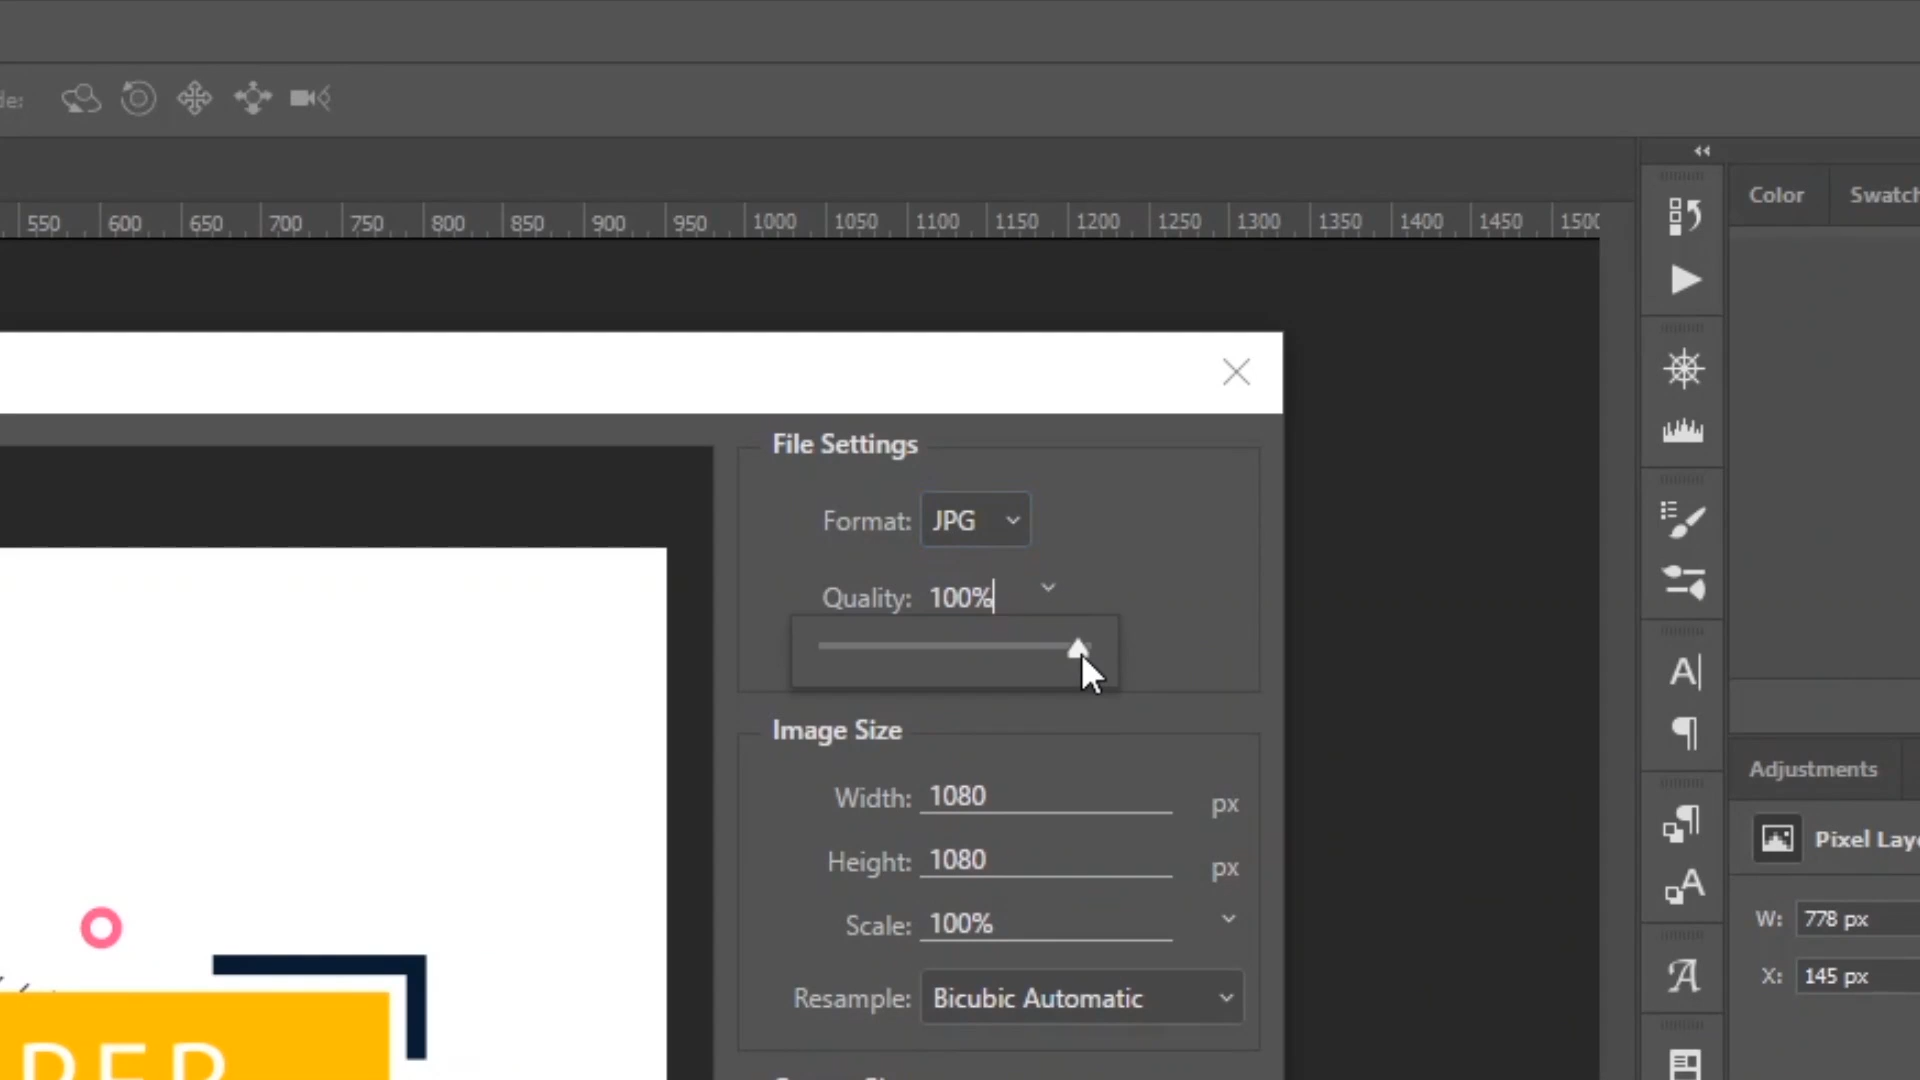 de:
550 600 650 700 750 800 850 900 950 1000 1050 1100 1150 1200 1250 1300 1350 1400 1450 1500
Color Swatch
File Settings
Format: JPG
Quality: 100%
Image Size
Width: 1080 px
Height: 1080 px
Scale: 100%
Resample: Bicubic Automatic
Adjustments
Pixel Laye
W: 778 px
X: 145 px